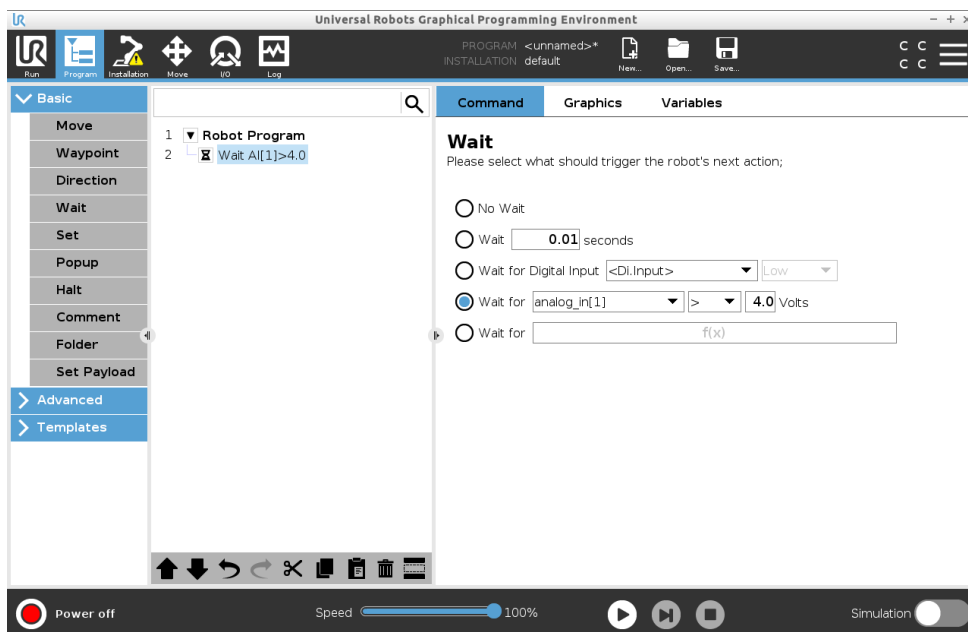 UR
Universal Robots Graphical Programming Environment
UR
Run
Program
Installation
Move
I/O
Log
PROGRAM <unnamed>*
INSTALLATION default
New...
Open...
Save...
C C
C C
Basic
Move
Waypoint
Direction
Wait
Set
Popup
Halt
Comment
Folder
Set Payload
Advanced
Templates
1 Robot Program
2 Wait AI[1]>4.0
Command Graphics Variables
Wait
Please select what should trigger the robot's next action;
No Wait
Wait 0.01 seconds
Wait for Digital Input <Di.Input> Low
Wait for analog_in[1] > 4.0 Volts
Wait for f(x)
Power off
Speed 100%
Simulation